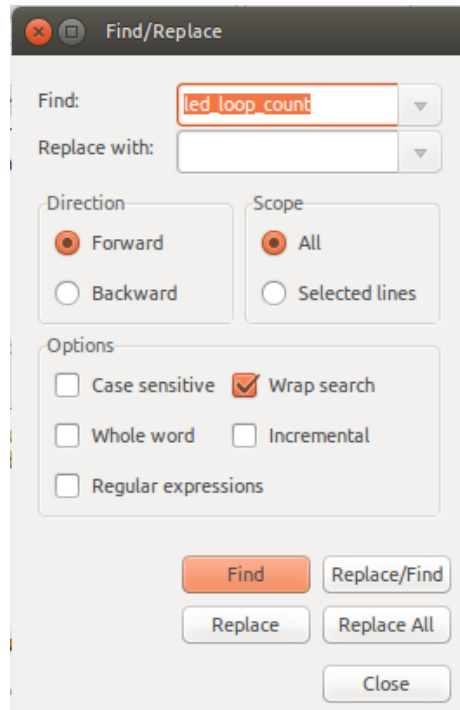 Find/Replace
Find: led_loop_count
Replace with:
Direction Scope
Forward All
Backward Selected lines
Options
Case sensitive Wrap search
Whole word Incremental
Regular expressions
Find Replace/Find
Replace Replace All
Close